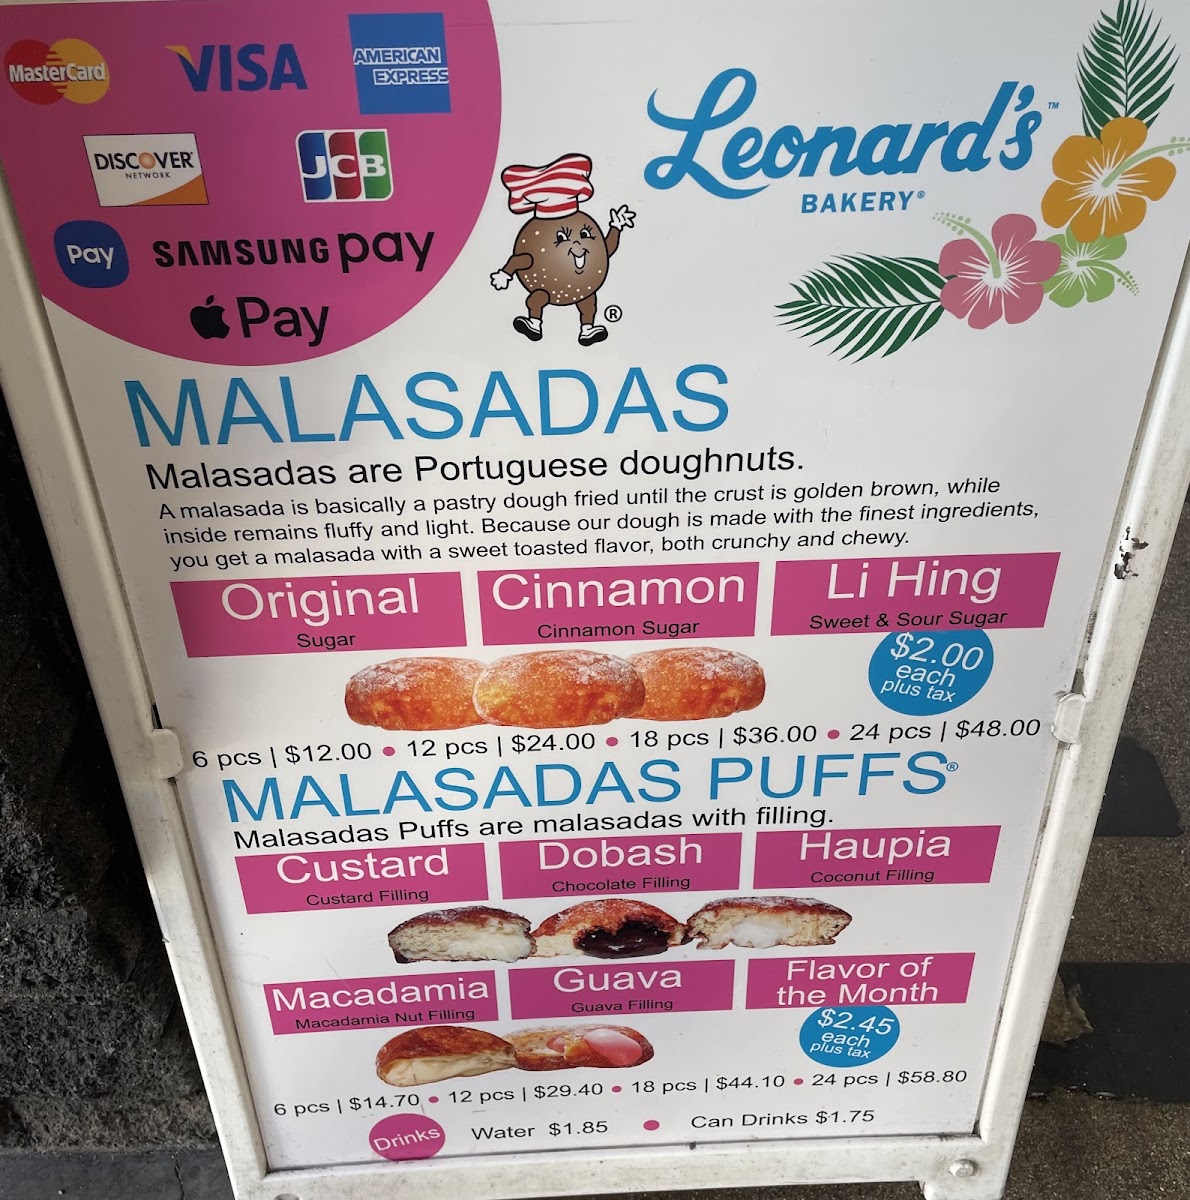 MasterCard
VISA
AMERICAN
EXPRESS
DISCOVER
NETWORK
JCB
Pay
SAMSUNG pay
Pay
Leonard's™
BAKERY®
®
MALASADAS
Malasadas are Portuguese doughnuts.
A malasada is basically a pastry dough fried until the crust is golden brown, while
inside remains fluffy and light. Because our dough is made with the finest ingredients,
you get a malasada with a sweet toasted flavor, both crunchy and chewy.
Original
Sugar
Cinnamon
Cinnamon Sugar
Li Hing
Sweet & Sour Sugar
$2.00
each
plus tax
6 pcs | $12.00 • 12 pcs | $24.00 • 18 pcs | $36.00 • 24 pcs | $48.00
MALASADAS PUFFS®
Malasadas Puffs are malasadas with filling.
Custard
Custard Filling
Dobash
Chocolate Filling
Haupia
Coconut Filling
Macadamia
Macadamia Nut Filling
Guava
Guava Filling
Flavor of
the Month
$2.45
each
plus tax
6 pcs | $14.70 • 12 pcs | $29.40 • 18 pcs | $44.10 • 24 pcs | $58.80
Drinks Water $1.85 • Can Drinks $1.75